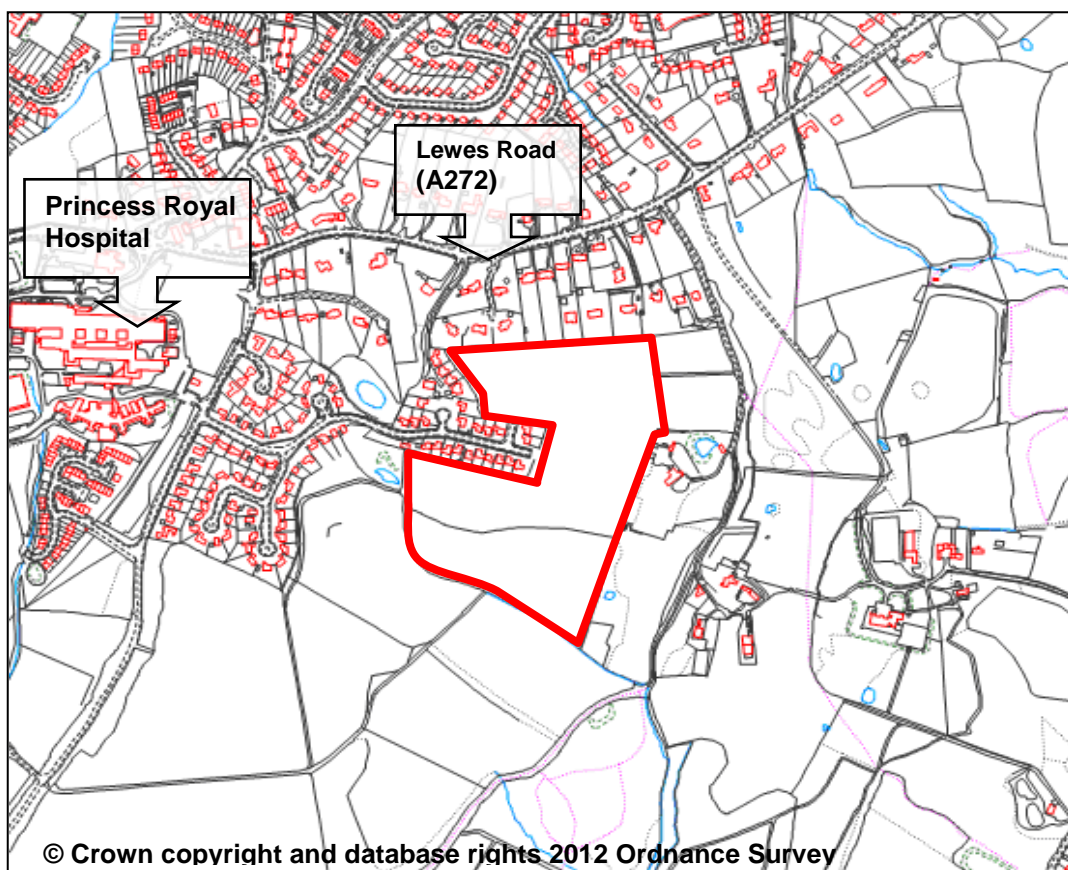 Lewes Road
(A272)
Princess Royal
Hospital
© Crown copyright and database rights 2012 Ordnance Survey